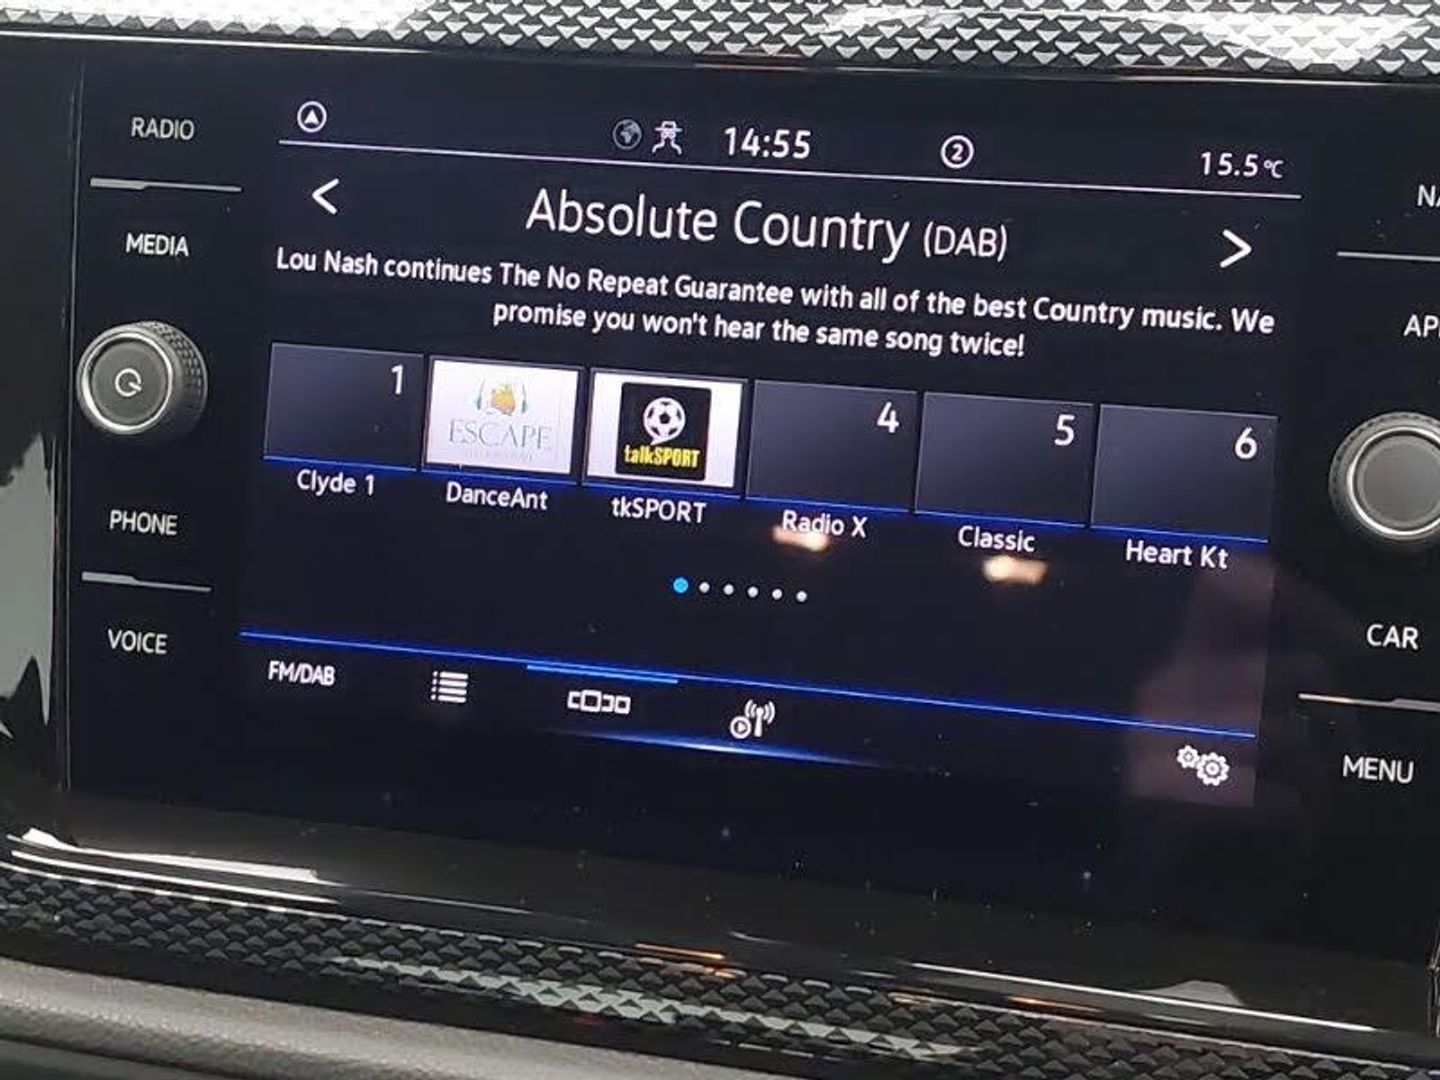 RADIO
MEDIA
PHONE
VOICE
14:55
2
15.5°C
Absolute Country (DAB)
Lou Nash continues The No Repeat Guarantee with all of the best Country music. We
promise you won't hear the same song twice!
1
ESCAPE
talkSPORT
4
5
6
Clyde 1
DanceAnt
tkSPORT
Radio X
Classic
Heart Kt
FM/DAB
CAR
MENU